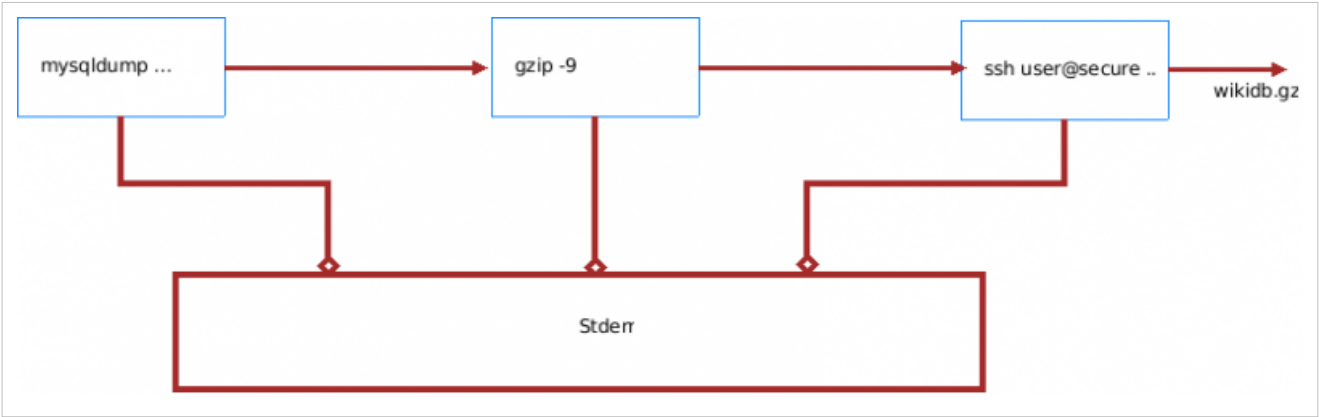 mysqldump ...
gzip -9
ssh user@secure ..
wikidb.gz
Stderr